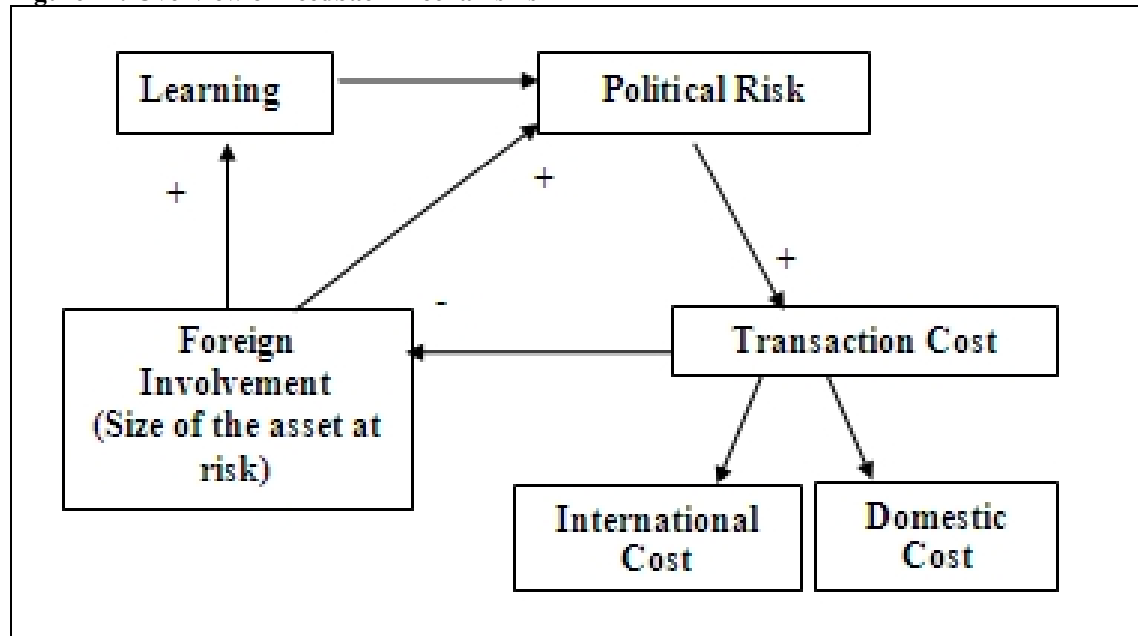 Learning
Political Risk
+
+
+
-
Foreign
Involvement
(Size of the asset at
risk)
Transaction Cost
International
Cost
Domestic
Cost